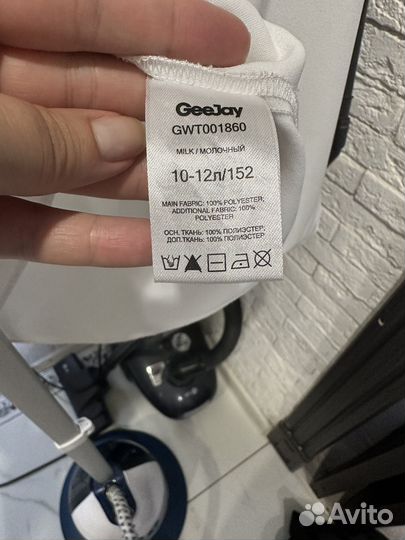 GeeJay
GWT001860
MILK / МОЛОЧНЫЙ
10-12л/152
MAIN FABRIC: 100% POLYESTER;
ADDITIONAL FABRIC: 100%
POLYESTER
ОСН. ТКАНЬ: 100% ПОЛИЭСТЕР;
ДОП.ТКАНЬ: 100% ПОЛИЭСТЕР
Avito